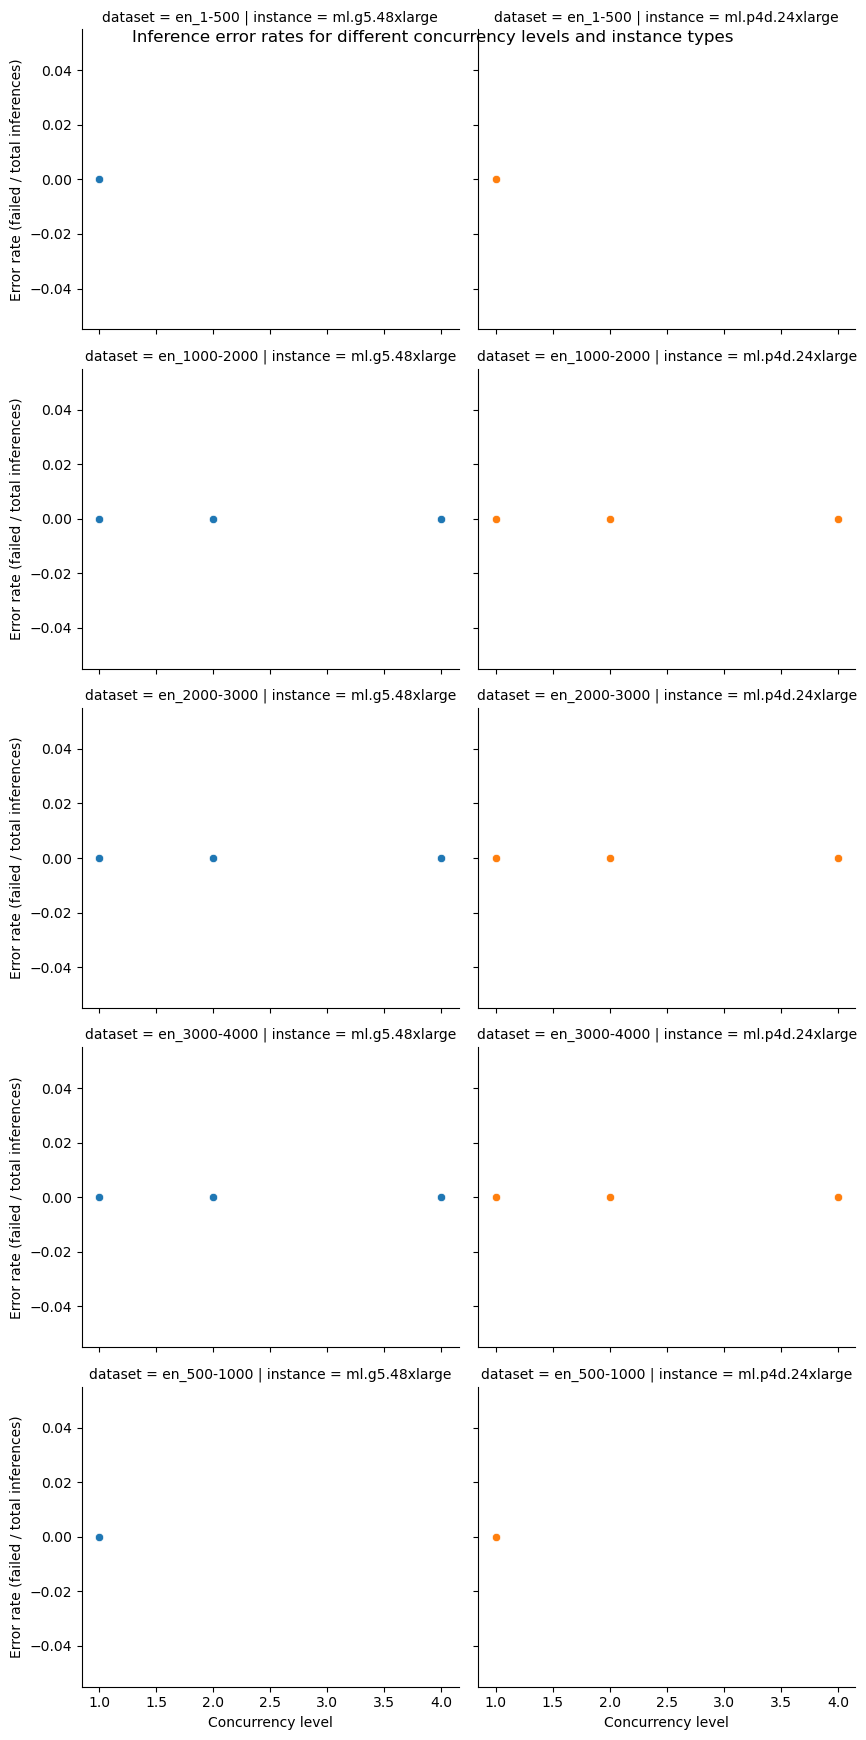 dataset = en_1-500 | instance = ml.g5.48xlarge
dataset = en_1-500 | instance = ml.p4d.24xlarge
Inference error rates for different concurrency levels and instance types
Error rate (failed / total inferences)
0.04
0.02
0.00
−0.02
−0.04
dataset = en_1000-2000 | instance = ml.g5.48xlarge
dataset = en_1000-2000 | instance = ml.p4d.24xlarge
Error rate (failed / total inferences)
0.04
0.02
0.00
−0.02
−0.04
dataset = en_2000-3000 | instance = ml.g5.48xlarge
dataset = en_2000-3000 | instance = ml.p4d.24xlarge
Error rate (failed / total inferences)
0.04
0.02
0.00
−0.02
−0.04
dataset = en_3000-4000 | instance = ml.g5.48xlarge
dataset = en_3000-4000 | instance = ml.p4d.24xlarge
Error rate (failed / total inferences)
0.04
0.02
0.00
−0.02
−0.04
dataset = en_500-1000 | instance = ml.g5.48xlarge
dataset = en_500-1000 | instance = ml.p4d.24xlarge
Error rate (failed / total inferences)
0.04
0.02
0.00
−0.02
−0.04
1.0 1.5 2.0 2.5 3.0 3.5 4.0
1.0 1.5 2.0 2.5 3.0 3.5 4.0
Concurrency level
Concurrency level